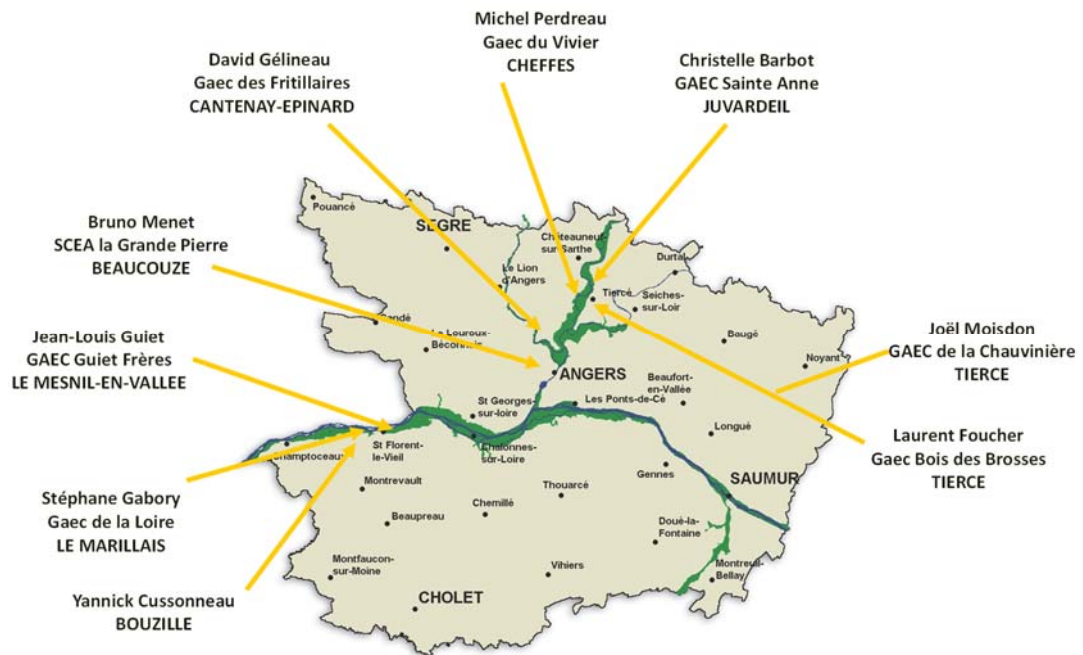 Michel Perdreau
Gaec du Vivier
CHEFFES
David Gélineau
Gaec des Fritillaires
CANTENAY-EPINARD
Christelle Barbot
GAEC Sainte Anne
JUVARDEIL
Bruno Menet
SCEA la Grande Pierre
BEAUCOUZE
Jean-Louis Guiet
GAEC Guiet Frères
LE MESNIL-EN-VALLEE
Joël Moisdon
GAEC de la Chauvinière
TIERCE
Laurent Foucher
Gaec Bois des Brosses
TIERCE
Stéphane Gabory
Gaec de la Loire
LE MARILLAIS
Yannick Cussonneau
BOUZILLE
Pouancé
SEGRE
Châteauneuf-
sur-Sarthe
Durtal
Le Lion
d'Angers
Tiercé
Seiches-
sur-Loir
Candé
Le Louroux-
Béconnais
Baugé
Noyant
ANGERS
Beaufort-
en-Vallée
St Georges-
sur-loire
Les Ponts-de-Cé
Longué
Champtoceaux
St Florent-
le-Vieil
Chalonnes-
sur-Loire
Gennes
SAUMUR
Montrevault
Thouarcé
Chemillé
Beaupreau
Doué-la-
Fontaine
Montfaucon-
sur-Moine
Vihiers
Montreuil-
Bellay
CHOLET